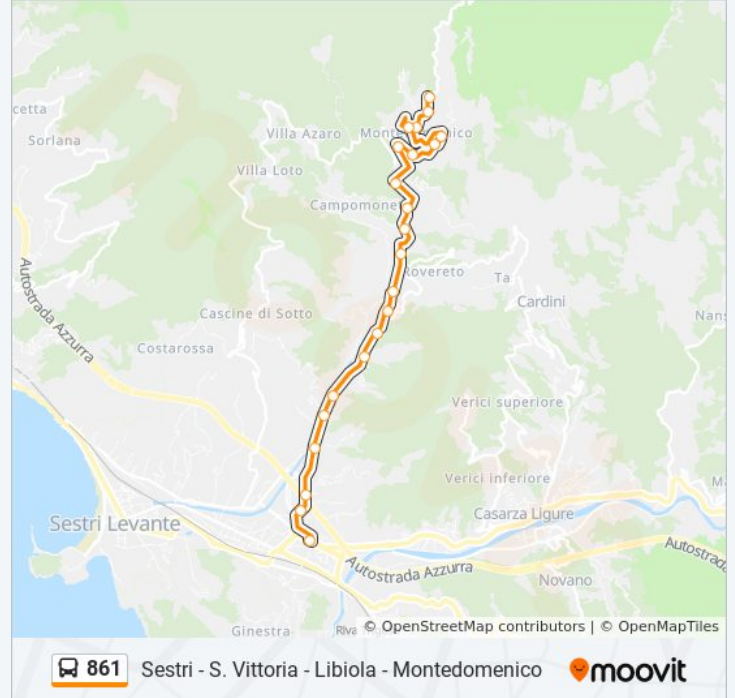 cetta
Sorlana
Villa Azaro
Villa Loto
Campomone
Rovereto
Ta
Cardini
Nans
Autostrada Azzurra
Cascine di Sotto
Costarossa
Verici superiore
Verici inferiore
Casarza Ligure
Sestri Levante
Autostrada
Autostrada Azzurra
Novano
Ginestra
Riva
© OpenStreetMap contributors | © OpenMapTiles
861 Sestri - S. Vittoria - Libiola - Montedomenico
moovit